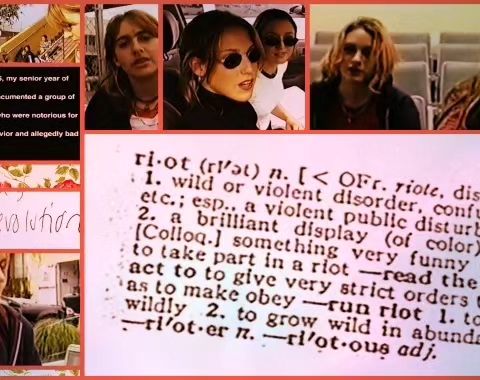 5, my senior year of
cumented a group of
ho were notorious for
vior and allegedly bad
evolution
ri·ot (rī′ət) n. [< OFr. riote, dis
1. wild or violent disorder, confu
etc.; esp., a violent public disturb
2. a brilliant display (of color)
[Colloq.] something very funny
to take part in a riot —read the
act to to give very strict orders
as to make obey —run riot 1. to
wildly 2. to grow wild in abund
—ri′ot·er n. —ri′ot·ous adj.